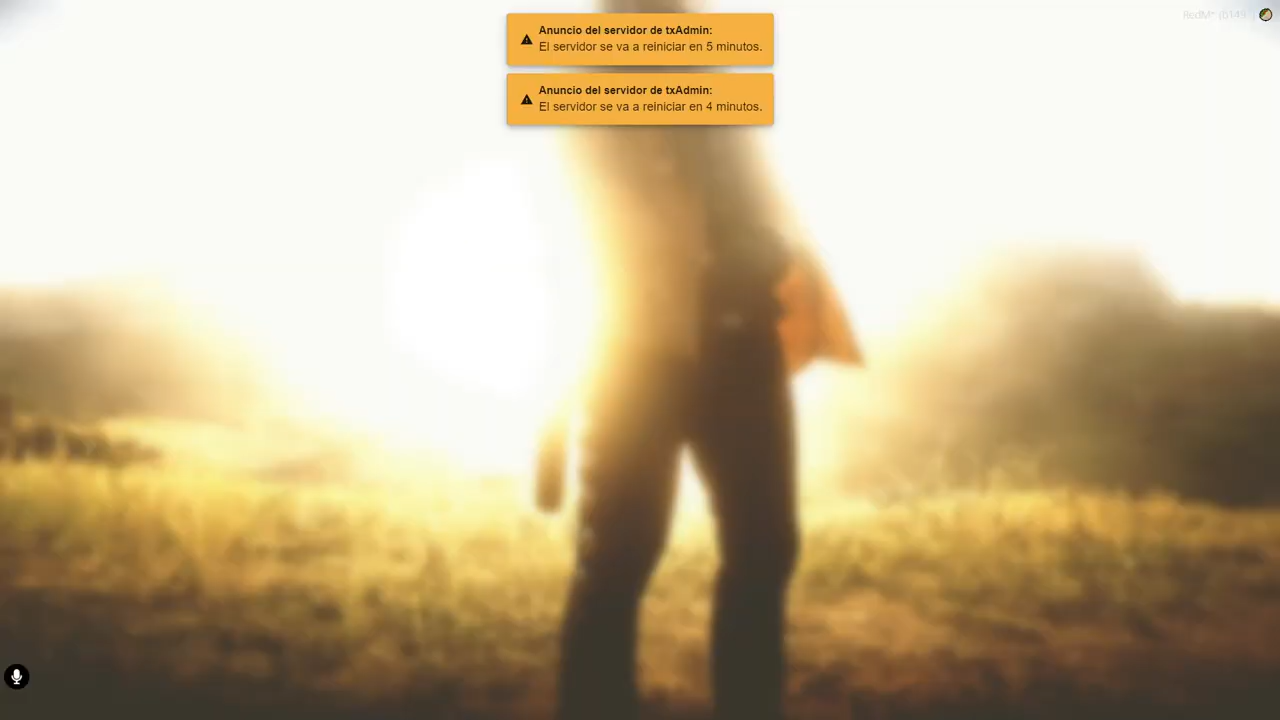 Anuncio del servidor de txAdmin:
El servidor se va a reiniciar en 5 minutos.
Anuncio del servidor de txAdmin:
El servidor se va a reiniciar en 4 minutos.